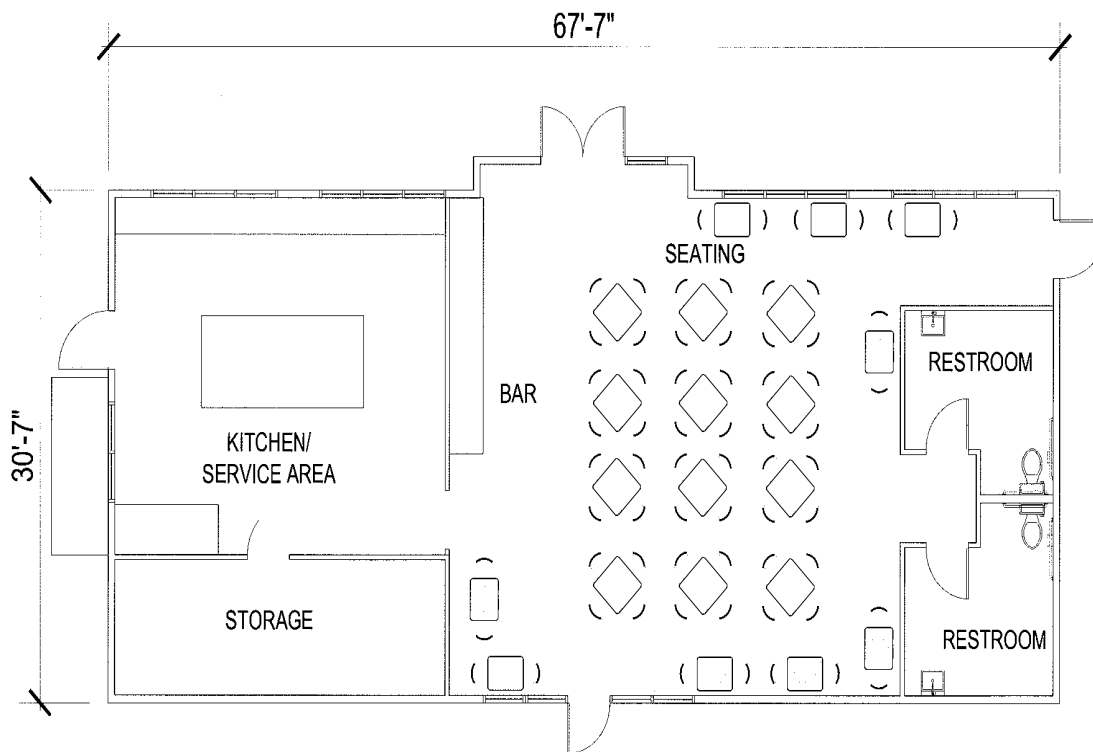 67'-7"
SEATING
RESTROOM
BAR
30'-7"
KITCHEN/
SERVICE AREA
STORAGE
RESTROOM